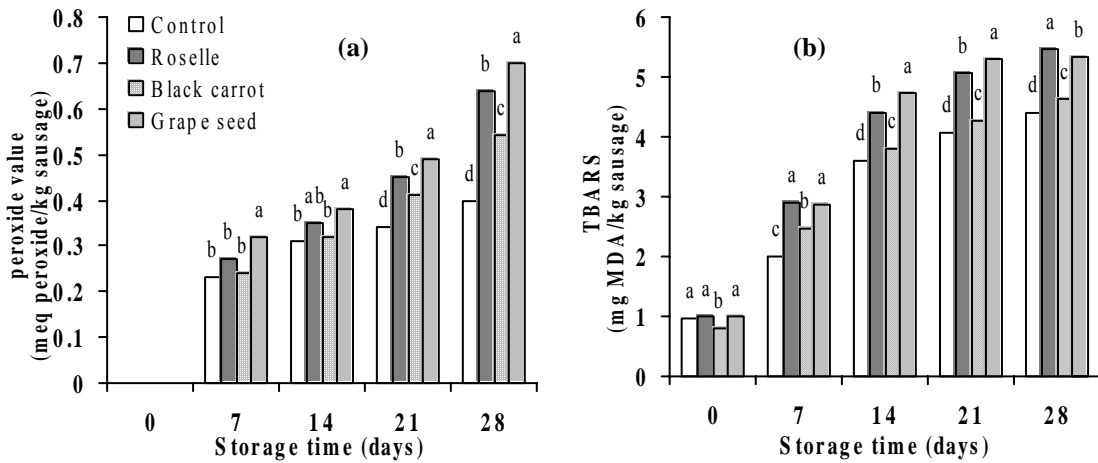 (a)
Control
Roselle
Black carrot
Grape seed
0.8
0.7
0.6
0.5
0.4
0.3
0.2
0.1
0
peroxide value
(meq peroxide/kg sausage)
b b b a
b ab b a
d b c a
d b c a
0 7 14 21 28
Storage time (days)
(b)
6
5
4
3
2
1
0
TBARS
(mg MDA/kg sausage)
a a b a
c a b a
d b c a
d b c a
d a c b
0 7 14 21 28
Storage time (days)